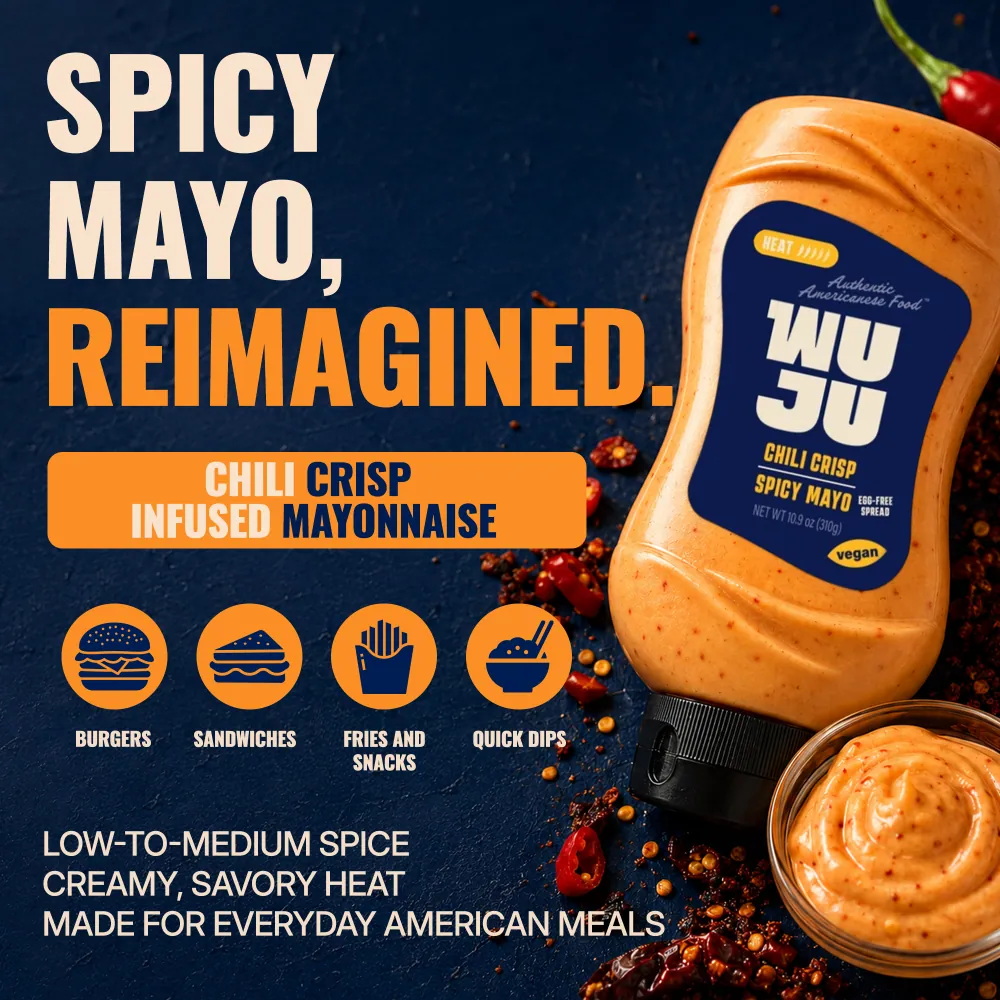 SPICY
MAYO,
REIMAGINED.
CHILI CRISP
INFUSED MAYONNAISE
BURGERS
SANDWICHES
FRIES AND
SNACKS
QUICK DIPS
LOW-TO-MEDIUM SPICE
CREAMY, SAVORY HEAT
MADE FOR EVERYDAY AMERICAN MEALS
HEAT
Authentic
Americanese Food™
WU
JU
CHILI CRISP
SPICY MAYO
EGG-FREE
SPREAD
NET WT 10.9 oz (310g)
vegan